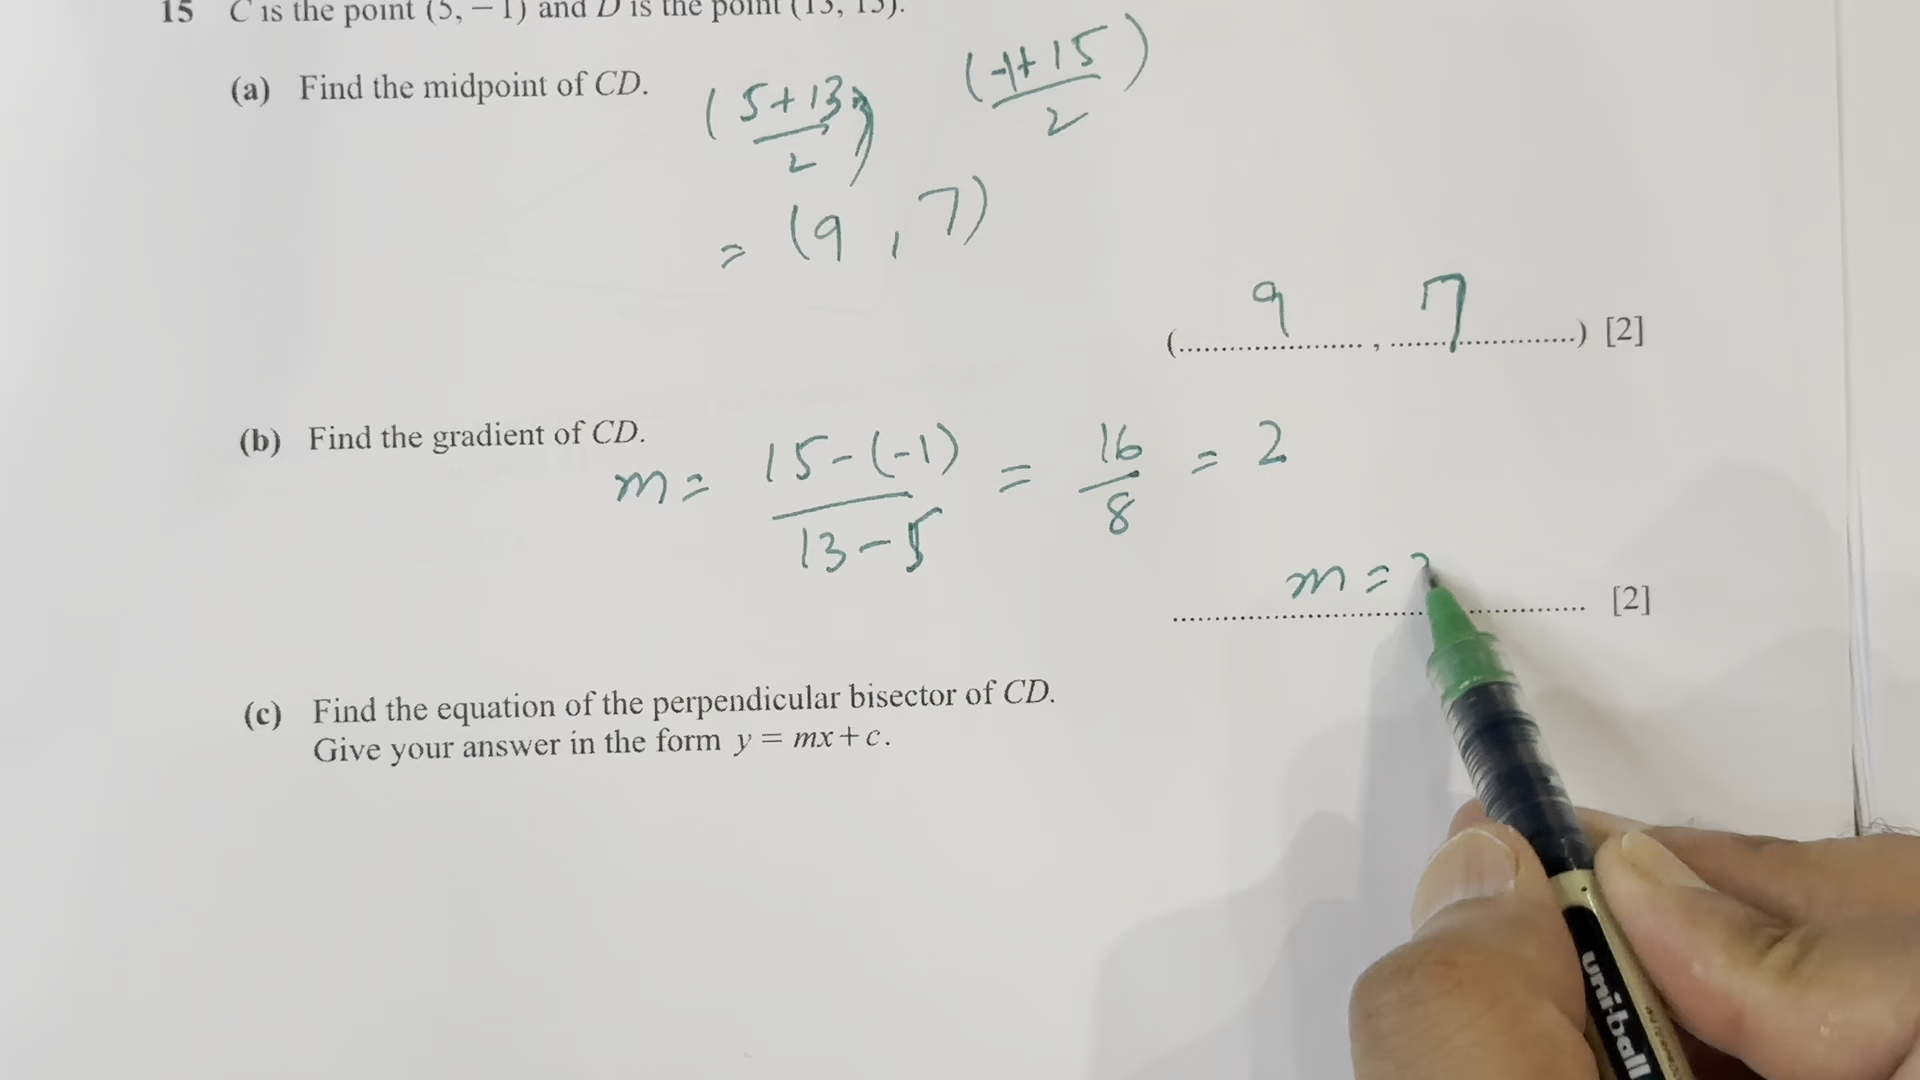 15 C is the point (5, −1) and D is the point (13, 15).
(a) Find the midpoint of CD.
(5+13)/2 (-1+15)/2
= (9 , 7)
(.......... 9 .......... , .......... 7 ..........) [2]
(b) Find the gradient of CD.
m = 15-(-1)/13-5 = 16/8 = 2
m = [2]
(c) Find the equation of the perpendicular bisector of CD.
Give your answer in the form y = mx + c.
uni-ball